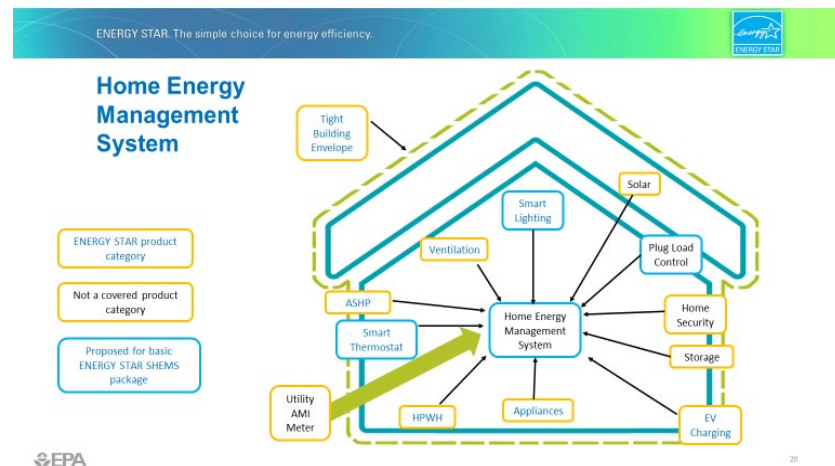 ENERGY STAR. The simple choice for energy efficiency.
energy
ENERGY STAR
Home Energy
Management
System
Tight
Building
Envelope
Solar
Smart
Lighting
ENERGY STAR product
category
Ventilation
Plug Load
Control
Not a covered product
category
ASHP
Home Energy
Management
System
Home
Security
Smart
Thermostat
Proposed for basic
ENERGY STAR SHEMS
package
Storage
Utility
AMI
Meter
HPWH
Appliances
EV
Charging
EPA
20